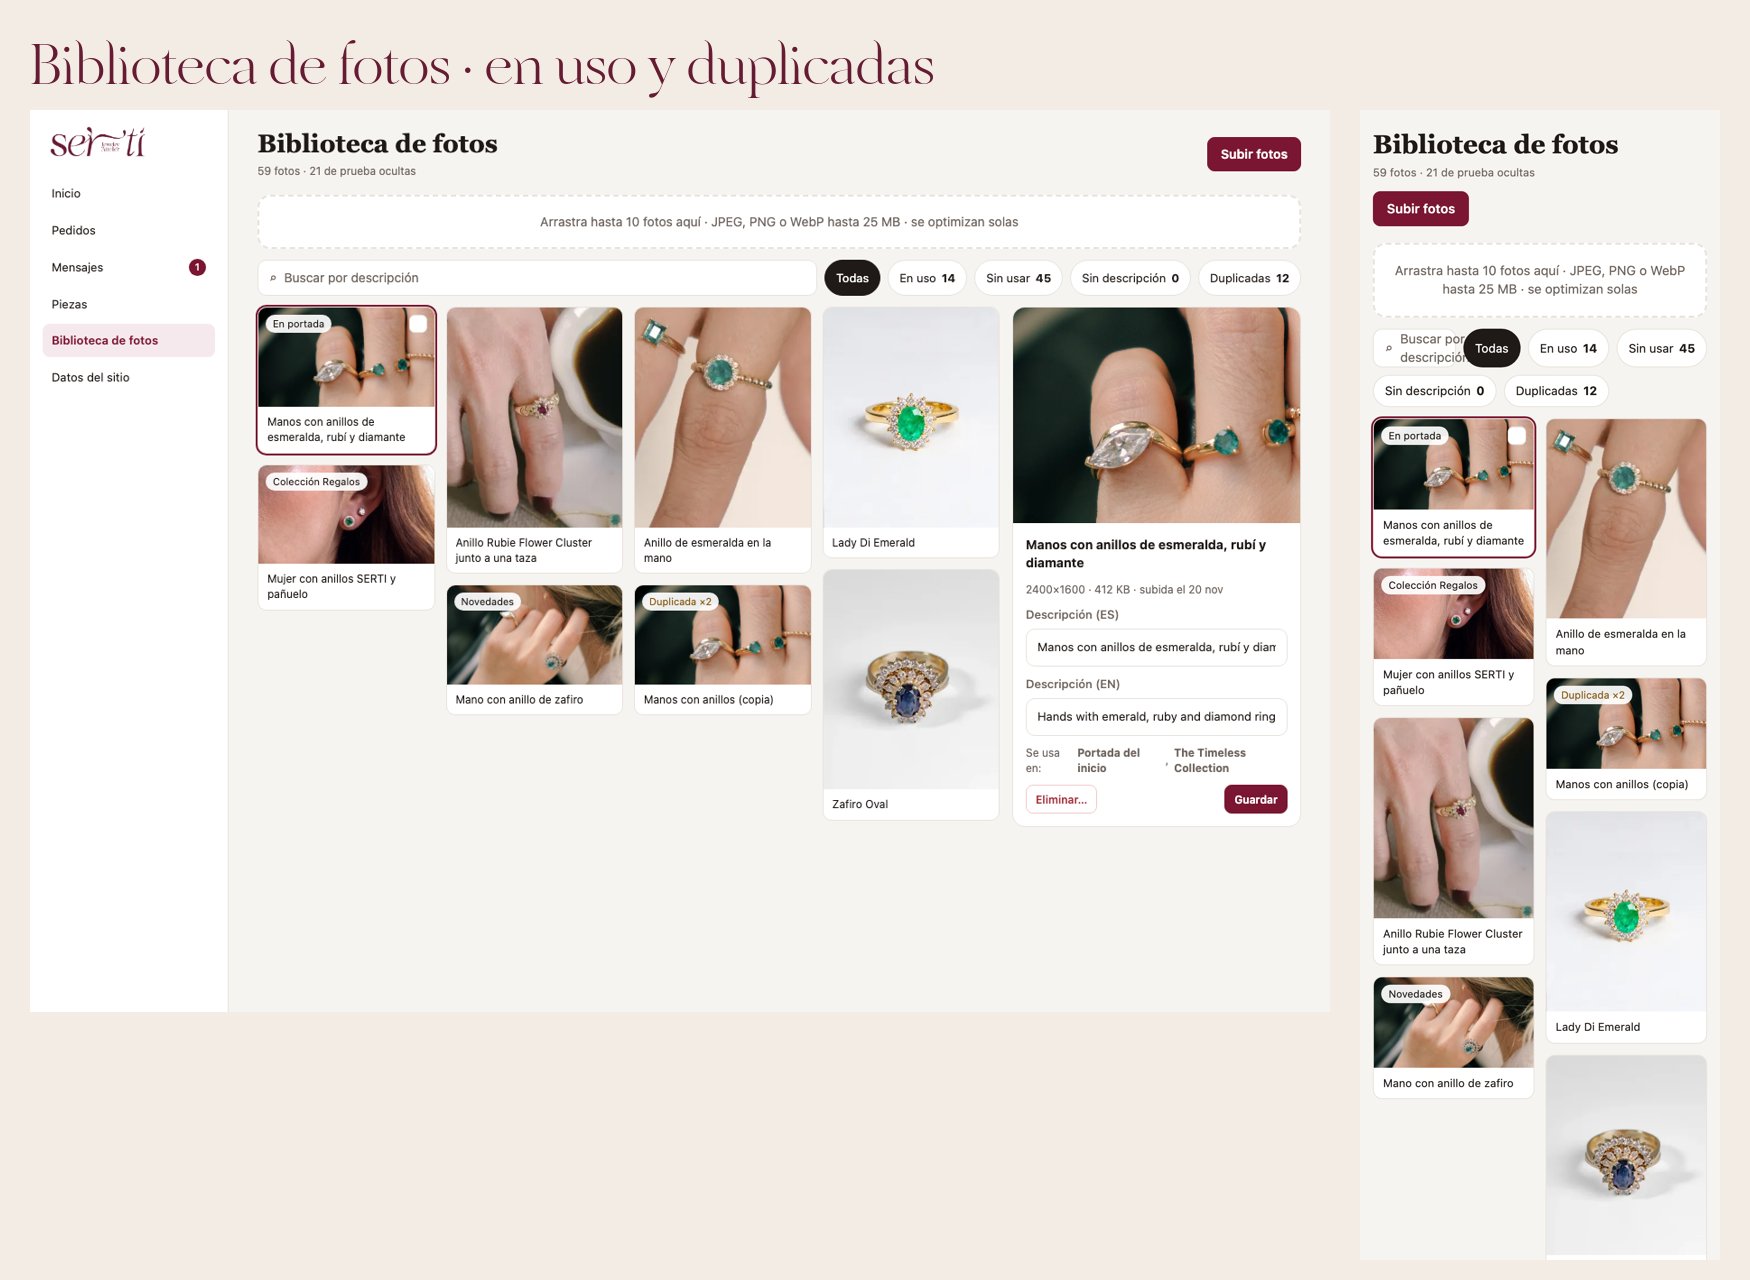 Biblioteca de fotos · en uso y duplicadas
serti
Jewelry
Atelier
Inicio
Pedidos
Mensajes
1
Piezas
Biblioteca de fotos
Datos del sitio
Biblioteca de fotos
59 fotos · 21 de prueba ocultas
Subir fotos
Arrastra hasta 10 fotos aquí · JPEG, PNG o WebP hasta 25 MB · se optimizan solas
Buscar por descripción
Todas
En uso 14
Sin usar 45
Sin descripción 0
Duplicadas 12
En portada
Manos con anillos de
esmeralda, rubí y diamante
Colección Regalos
Mujer con anillos SERTI y
pañuelo
Anillo Rubie Flower Cluster
junto a una taza
Novedades
Mano con anillo de zafiro
Anillo de esmeralda en la
mano
Duplicada ×2
Manos con anillos (copia)
Lady Di Emerald
Zafiro Oval
Manos con anillos de esmeralda, rubí y
diamante
2400×1600 · 412 KB · subida el 20 nov
Descripción (ES)
Manos con anillos de esmeralda, rubí y diam
Descripción (EN)
Hands with emerald, ruby and diamond ring
Se usa en: Portada del inicio, The Timeless Collection
Eliminar...
Guardar
Biblioteca de fotos
59 fotos · 21 de prueba ocultas
Subir fotos
Arrastra hasta 10 fotos aquí · JPEG, PNG o WebP
hasta 25 MB · se optimizan solas
Buscar por
descripción
Todas
En uso 14
Sin usar 45
Sin descripción 0
Duplicadas 12
En portada
Manos con anillos de
esmeralda, rubí y diamante
Colección Regalos
Mujer con anillos SERTI y
pañuelo
Anillo Rubie Flower Cluster
junto a una taza
Novedades
Mano con anillo de zafiro
Anillo de esmeralda en la
mano
Duplicada ×2
Manos con anillos (copia)
Lady Di Emerald